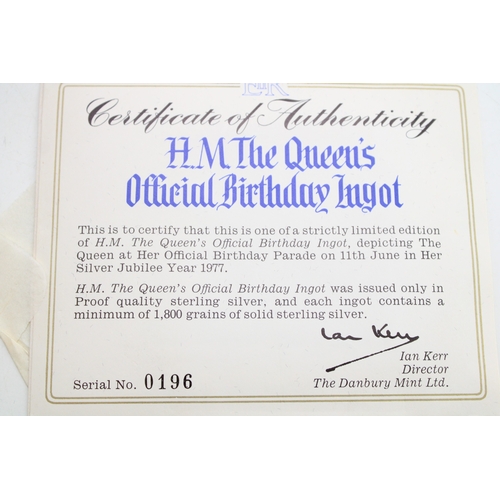 EIIR
Certificate of Authenticity
H.M. The Queen's
Official Birthday Ingot
This is to certify that this is one of a strictly limited edition
of H.M. The Queen's Official Birthday Ingot, depicting The
Queen at Her Official Birthday Parade on 11th June in Her
Silver Jubilee Year 1977.
H.M. The Queen's Official Birthday Ingot was issued only in
Proof quality sterling silver, and each ingot contains a
minimum of 1,800 grains of solid sterling silver.
Ian Kerr
Ian Kerr
Director
Serial No. 0196 The Danbury Mint Ltd.